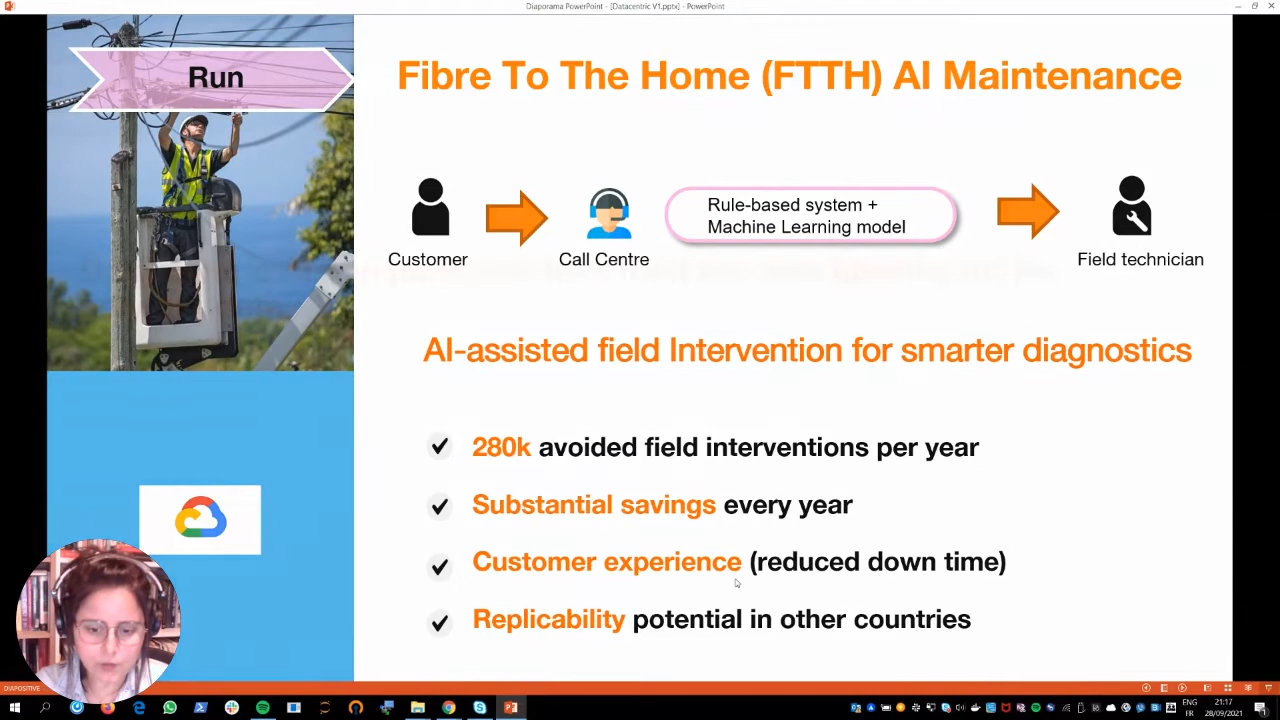 Diaporama PowerPoint - [Datacentric V1.pptx] - PowerPoint
Run
Fibre To The Home (FTTH) AI Maintenance
Rule-based system +
Machine Learning model
Customer
Call Centre
Field technician
AI-assisted field Intervention for smarter diagnostics
280k avoided field interventions per year
Substantial savings every year
Customer experience (reduced down time)
Replicability potential in other countries
DIAPOSITIVE
ENG
FR
21:17
28/09/2021